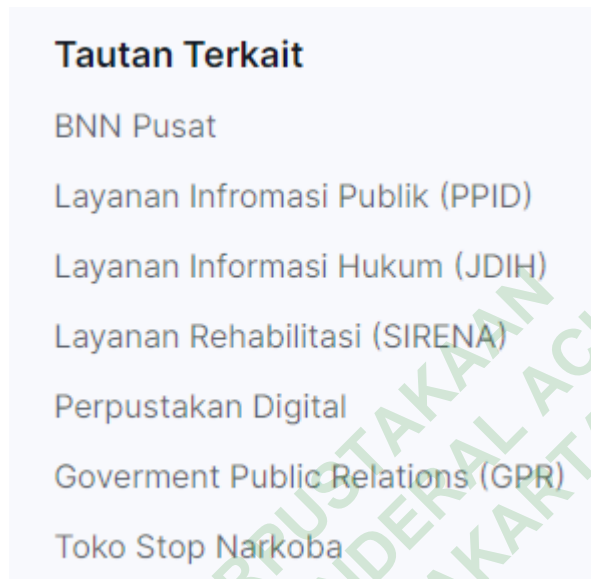 Tautan Terkait
BNN Pusat
Layanan Infromasi Publik (PPID)
Layanan Informasi Hukum (JDIH)
Layanan Rehabilitasi (SIRENA)
Perpustakan Digital
Goverment Public Relations (GPR)
Toko Stop Narkoba